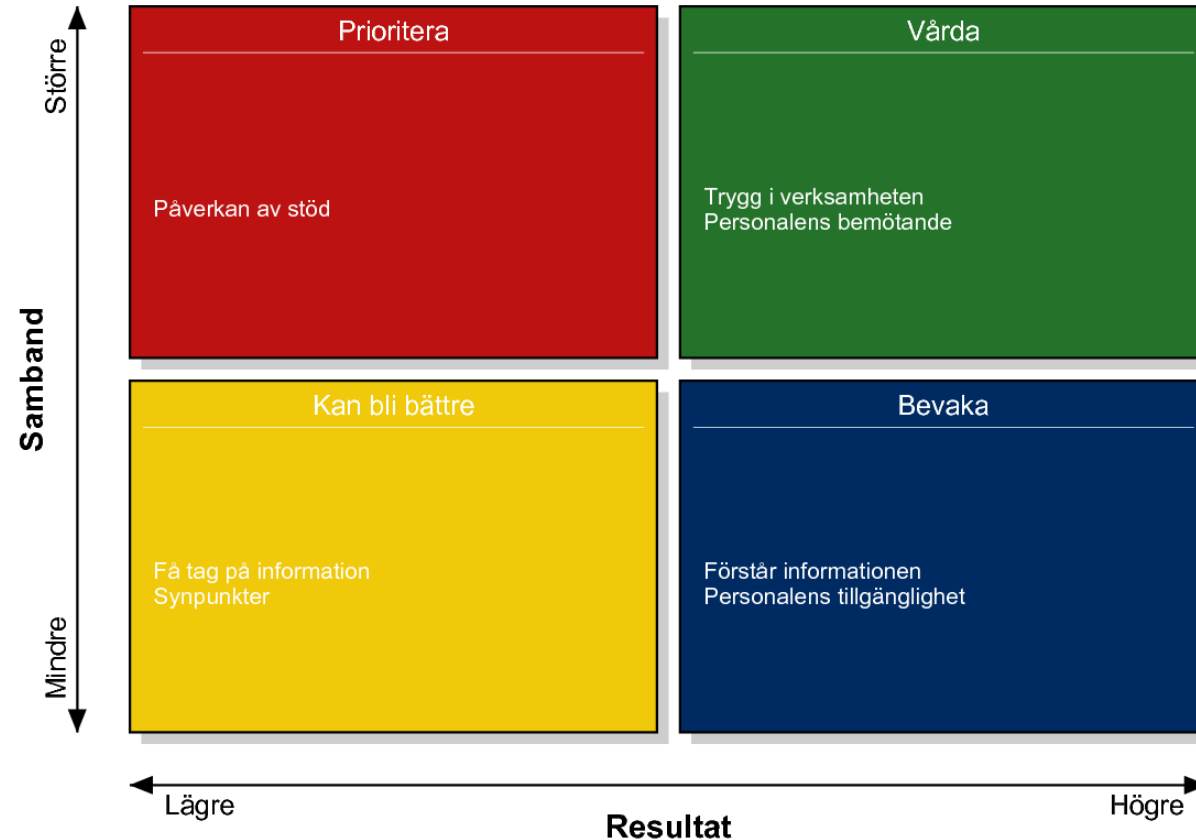 Större
Samband
Mindre
Prioritera
Påverkan av stöd
Vårda
Trygg i verksamheten
Personalens bemötande
Kan bli bättre
Få tag på information
Synpunkter
Bevaka
Förstår informationen
Personalens tillgänglighet
Lägre
Resultat
Högre